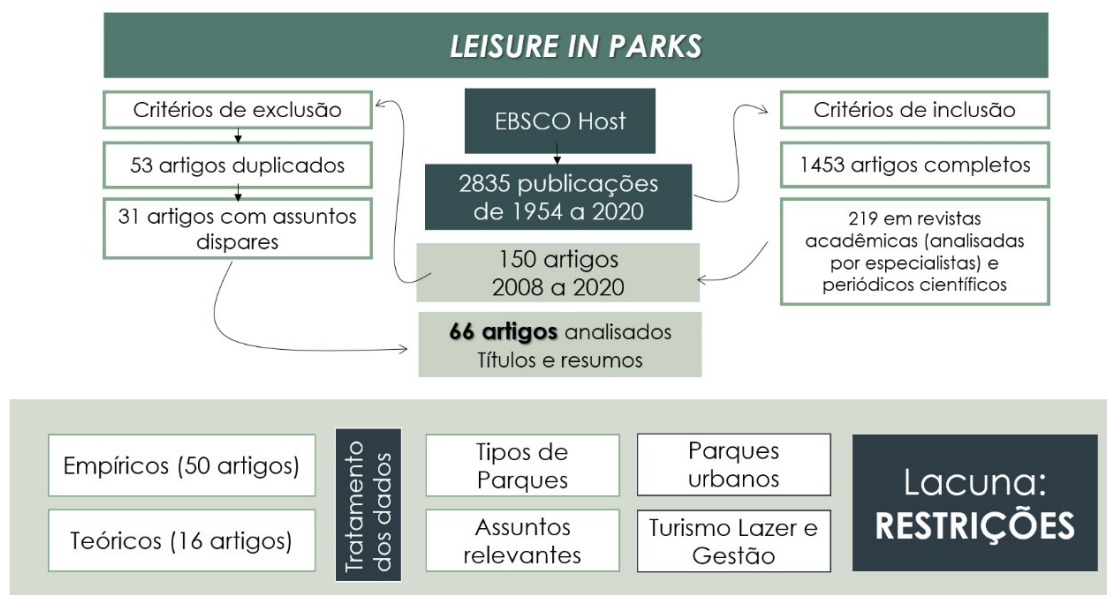 LEISURE IN PARKS
Critérios de exclusão
53 artigos duplicados
31 artigos com assuntos
dispares
EBSCO Host
2835 publicações
de 1954 a 2020
150 artigos
2008 a 2020
66 artigos analisados
Títulos e resumos
Critérios de inclusão
1453 artigos completos
219 em revistas
acadêmicas (analisadas
por especialistas) e
periódicos científicos
Empíricos (50 artigos)
Teóricos (16 artigos)
Tratamento
dos dados
Tipos de
Parques
Assuntos
relevantes
Parques
urbanos
Turismo Lazer e
Gestão
Lacuna:
RESTRIÇÕES